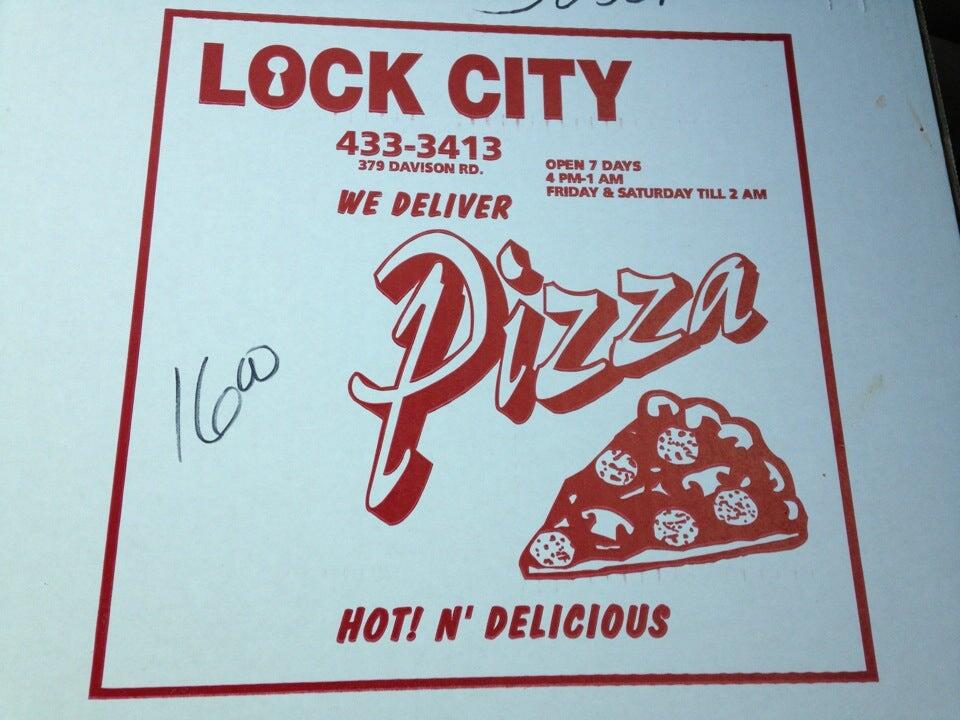 LOCK CITY
433-3413
379 DAVISON RD.
OPEN 7 DAYS
4 PM-1 AM
FRIDAY & SATURDAY TILL 2 AM
WE DELIVER
Pizza
16 00
HOT! N' DELICIOUS